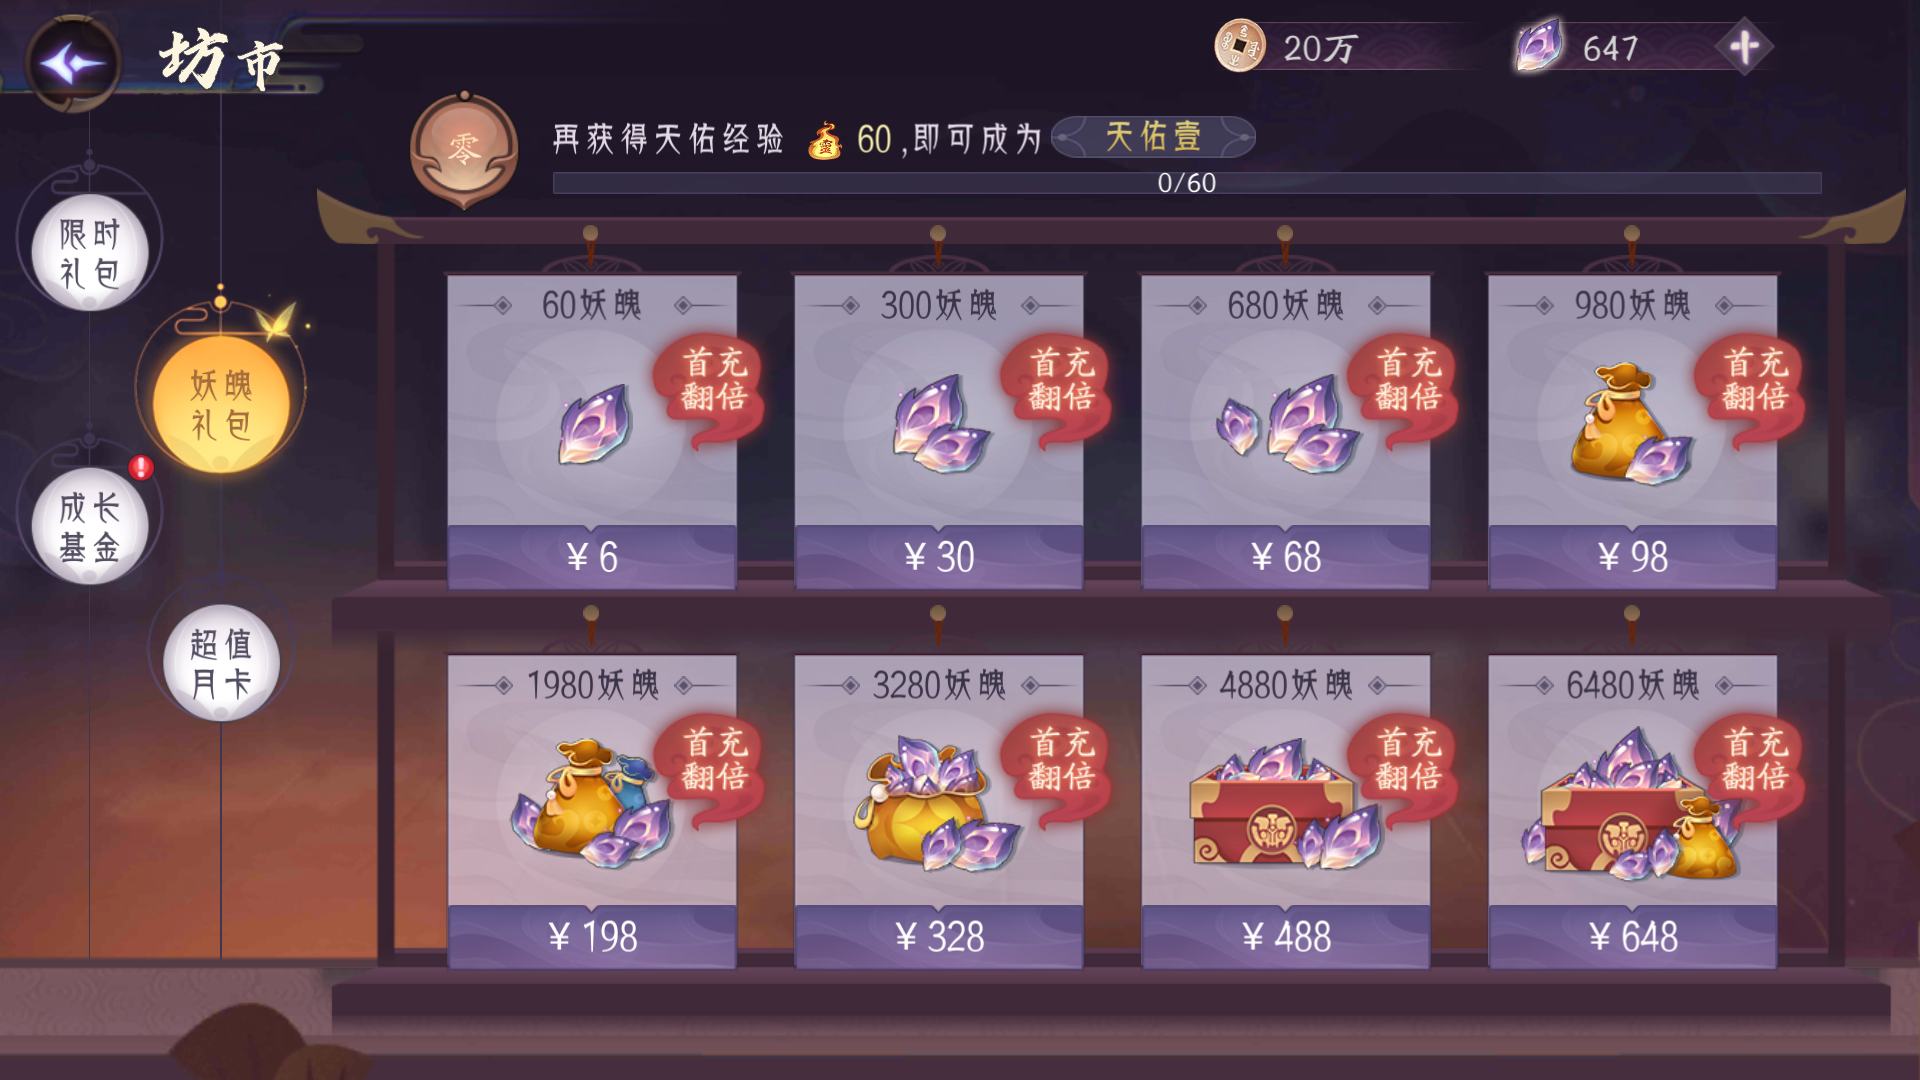 坊市
20万
647
零
再获得天佑经验 60,即可成为 天佑壹
0/60
限时
礼包
妖魄
礼包
成长
基金
超值
月卡
60妖魄
首充
翻倍
¥6
300妖魄
首充
翻倍
¥30
680妖魄
首充
翻倍
¥68
980妖魄
首充
翻倍
¥98
1980妖魄
首充
翻倍
¥198
3280妖魄
首充
翻倍
¥328
4880妖魄
首充
翻倍
¥488
6480妖魄
首充
翻倍
¥648